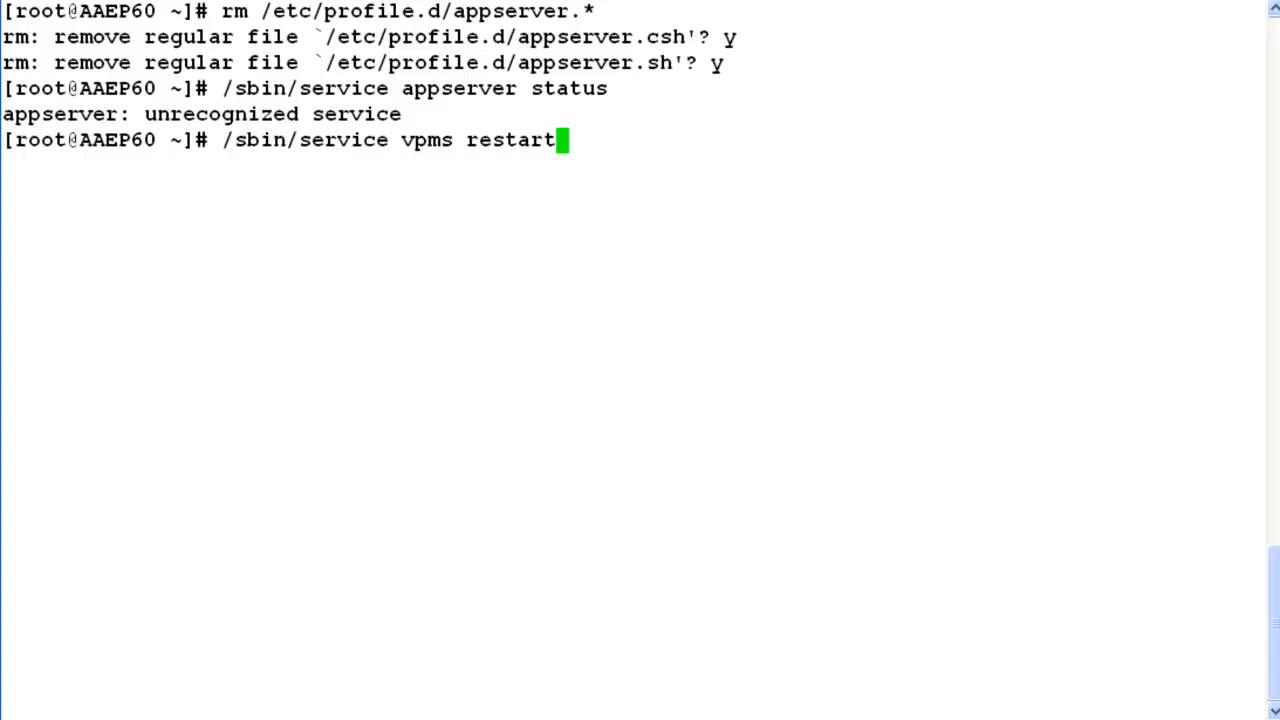 [root@AAEP60 ~]# rm /etc/profile.d/appserver.*
rm: remove regular file `/etc/profile.d/appserver.csh'? y
rm: remove regular file `/etc/profile.d/appserver.sh'? y
[root@AAEP60 ~]# /sbin/service appserver status
appserver: unrecognized service
[root@AAEP60 ~]# /sbin/service vpms restart